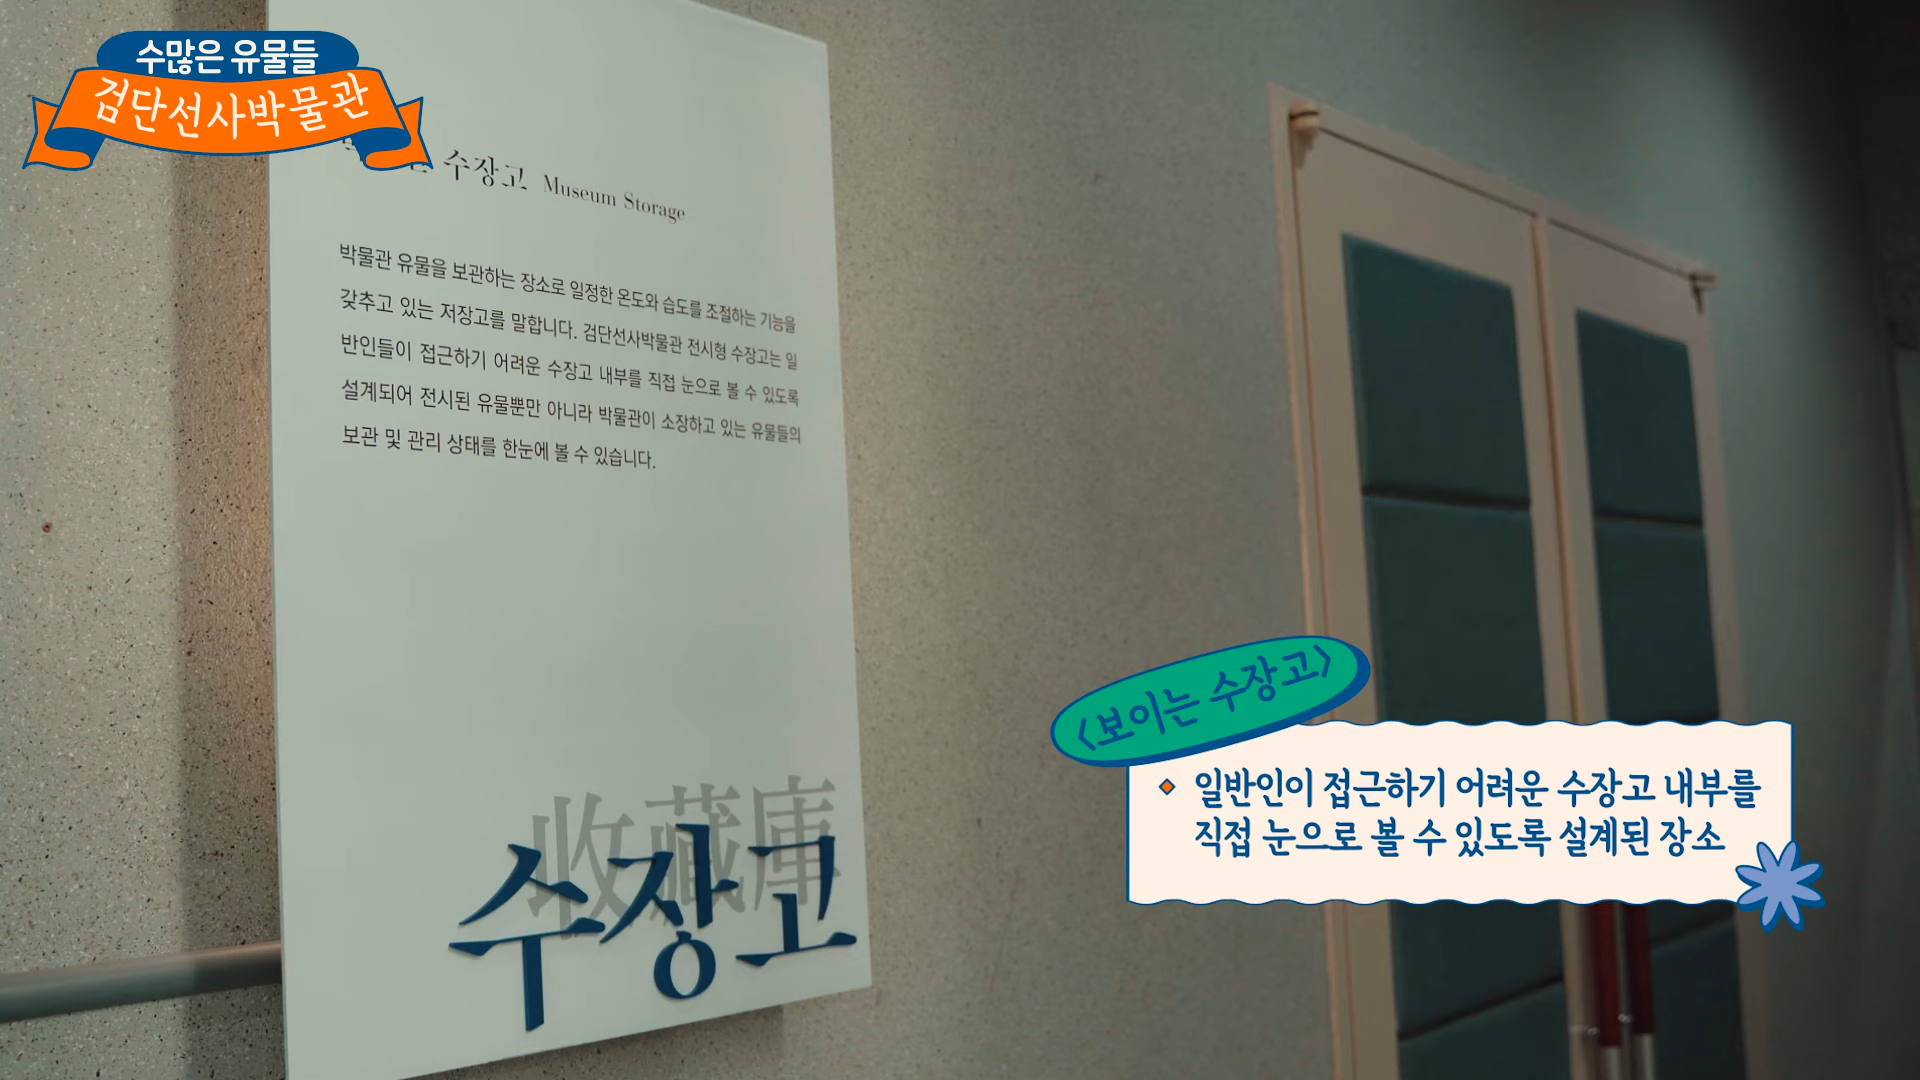 수많은 유물들
검단선사박물관
수장고 Museum Storage
박물관 유물을 보관하는 장소로 일정한 온도와 습도를 조절하는 기능을
갖추고 있는 저장고를 말합니다. 검단선사박물관 전시형 수장고는 일
반인들이 접근하기 어려운 수장고 내부를 직접 눈으로 볼 수 있도록
설계되어 전시된 유물뿐만 아니라 박물관이 소장하고 있는 유물들의
보관 및 관리 상태를 한눈에 볼 수 있습니다.
收藏庫
수장고
<보이는 수장고>
일반인이 접근하기 어려운 수장고 내부를
직접 눈으로 볼 수 있도록 설계된 장소